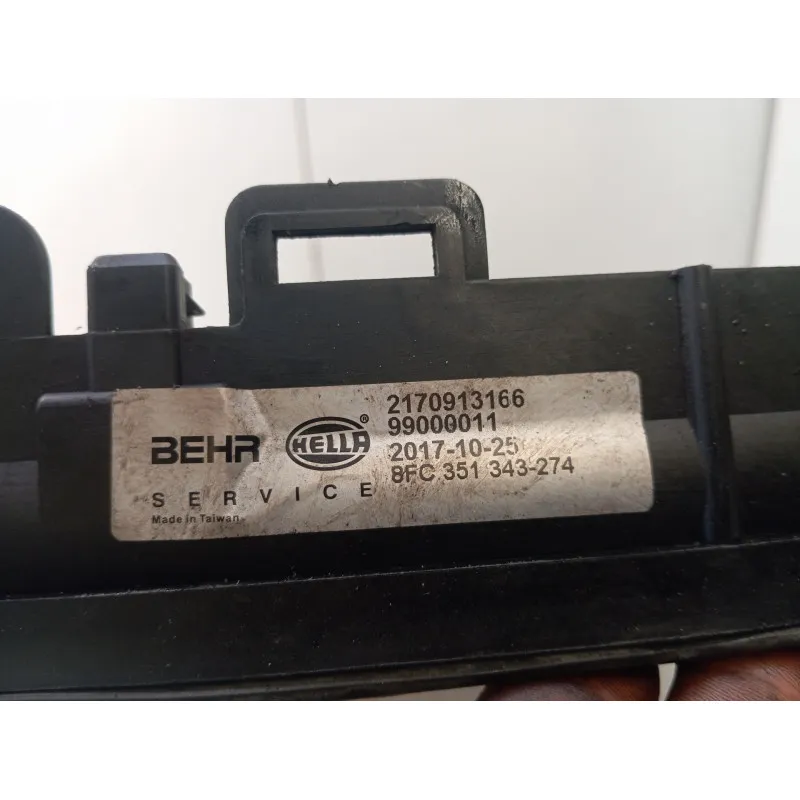 BEHR HELLA®
SERVICE
Made in Taiwan
2170913166
99000011
2017-10-25
8FC 351 343-274